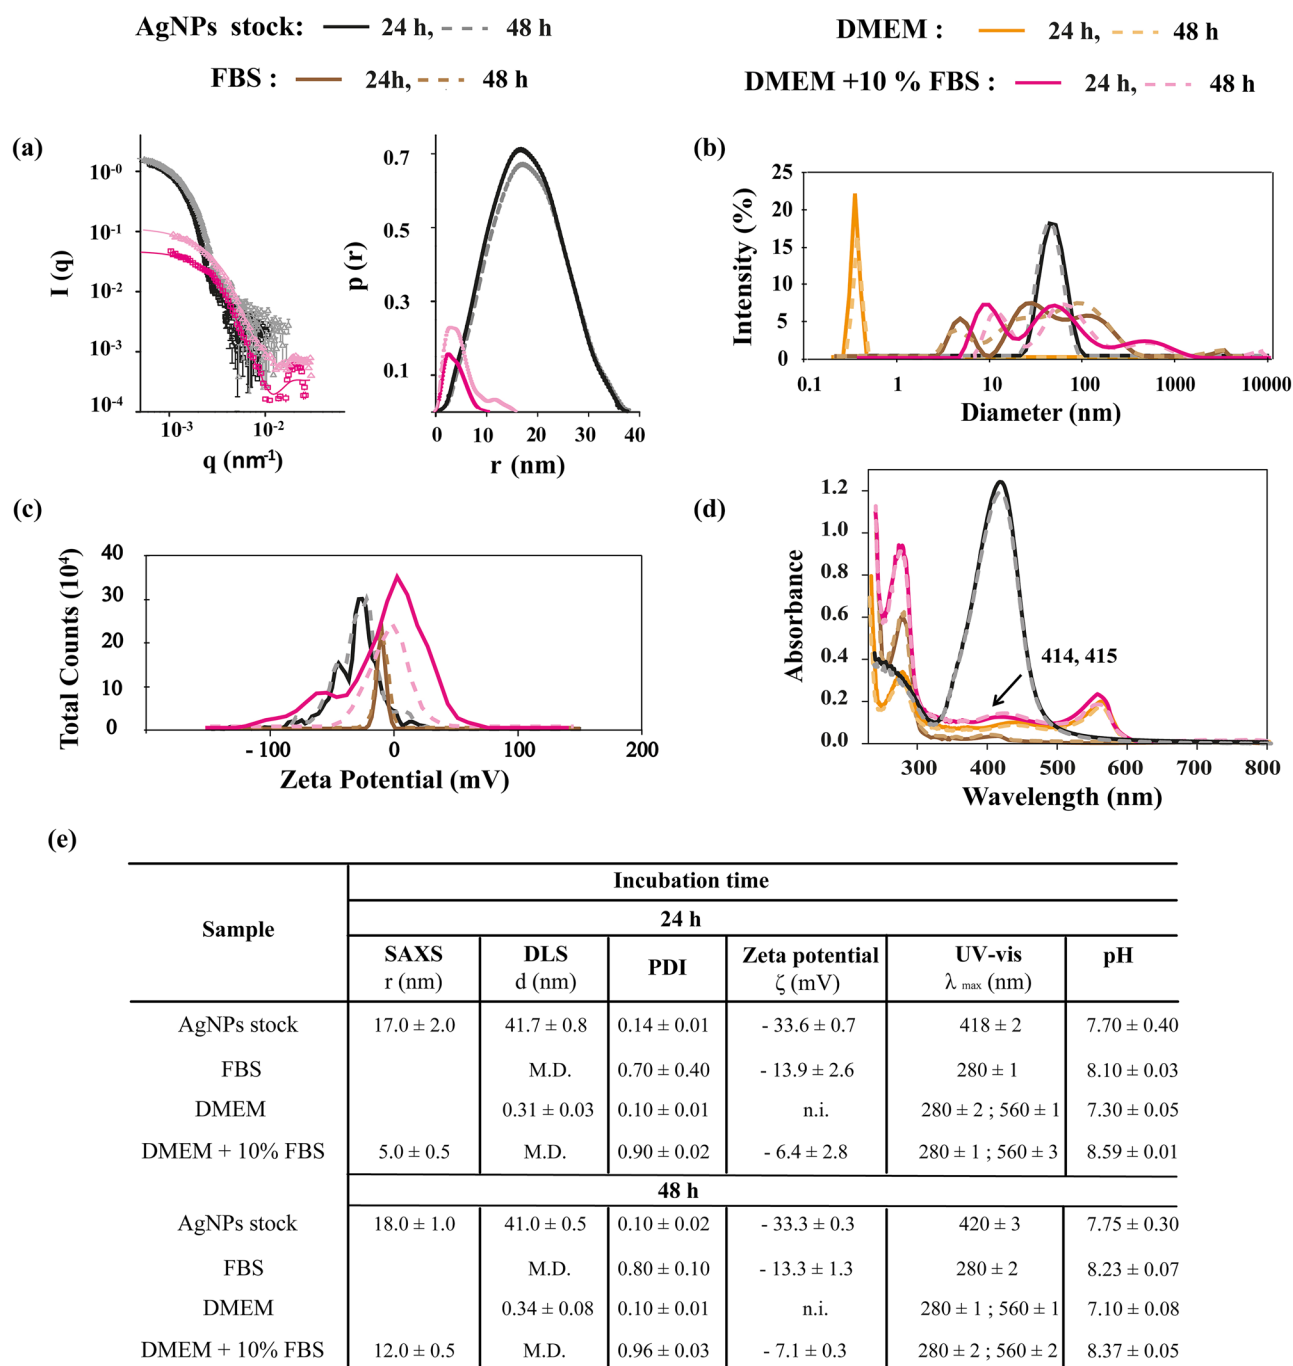 AgNPs stock: 24 h, 48 h
FBS : 24h, 48 h
DMEM : 24 h, 48 h
DMEM +10 % FBS : 24 h, 48 h
(a)
I (q)
10⁻⁰
10⁻¹
10⁻²
10⁻³
10⁻⁴
10⁻³ 10⁻²
q (nm⁻¹)
p (r)
0.7
0.5
0.3
0.1
0 10 20 30 40
r (nm)
(b)
Intensity (%)
25
20
15
10
5
0
0.1 1 10 100 1000 10000
Diameter (nm)
(c)
Total Counts (10⁴)
40
30
20
10
0
-100 0 100 200
Zeta Potential (mV)
(d)
Absorbance
1.2
1.0
0.8
0.6
0.4
0.2
0.0
414, 415
300 400 500 600 700 800
Wavelength (nm)
(e)
Sample
Incubation time
24 h
SAXS r (nm) DLS d (nm) PDI Zeta potential ζ (mV) UV-vis λ max (nm) pH
AgNPs stock 17.0 ± 2.0 41.7 ± 0.8 0.14 ± 0.01 - 33.6 ± 0.7 418 ± 2 7.70 ± 0.40
FBS M.D. 0.70 ± 0.40 - 13.9 ± 2.6 280 ± 1 8.10 ± 0.03
DMEM 0.31 ± 0.03 0.10 ± 0.01 n.i. 280 ± 2 ; 560 ± 1 7.30 ± 0.05
DMEM + 10% FBS 5.0 ± 0.5 M.D. 0.90 ± 0.02 - 6.4 ± 2.8 280 ± 1 ; 560 ± 3 8.59 ± 0.01
48 h
AgNPs stock 18.0 ± 1.0 41.0 ± 0.5 0.10 ± 0.02 - 33.3 ± 0.3 420 ± 3 7.75 ± 0.30
FBS M.D. 0.80 ± 0.10 - 13.3 ± 1.3 280 ± 2 8.23 ± 0.07
DMEM 0.34 ± 0.08 0.10 ± 0.01 n.i. 280 ± 1 ; 560 ± 1 7.10 ± 0.08
DMEM + 10% FBS 12.0 ± 0.5 M.D. 0.96 ± 0.03 - 7.1 ± 0.3 280 ± 2 ; 560 ± 2 8.37 ± 0.05